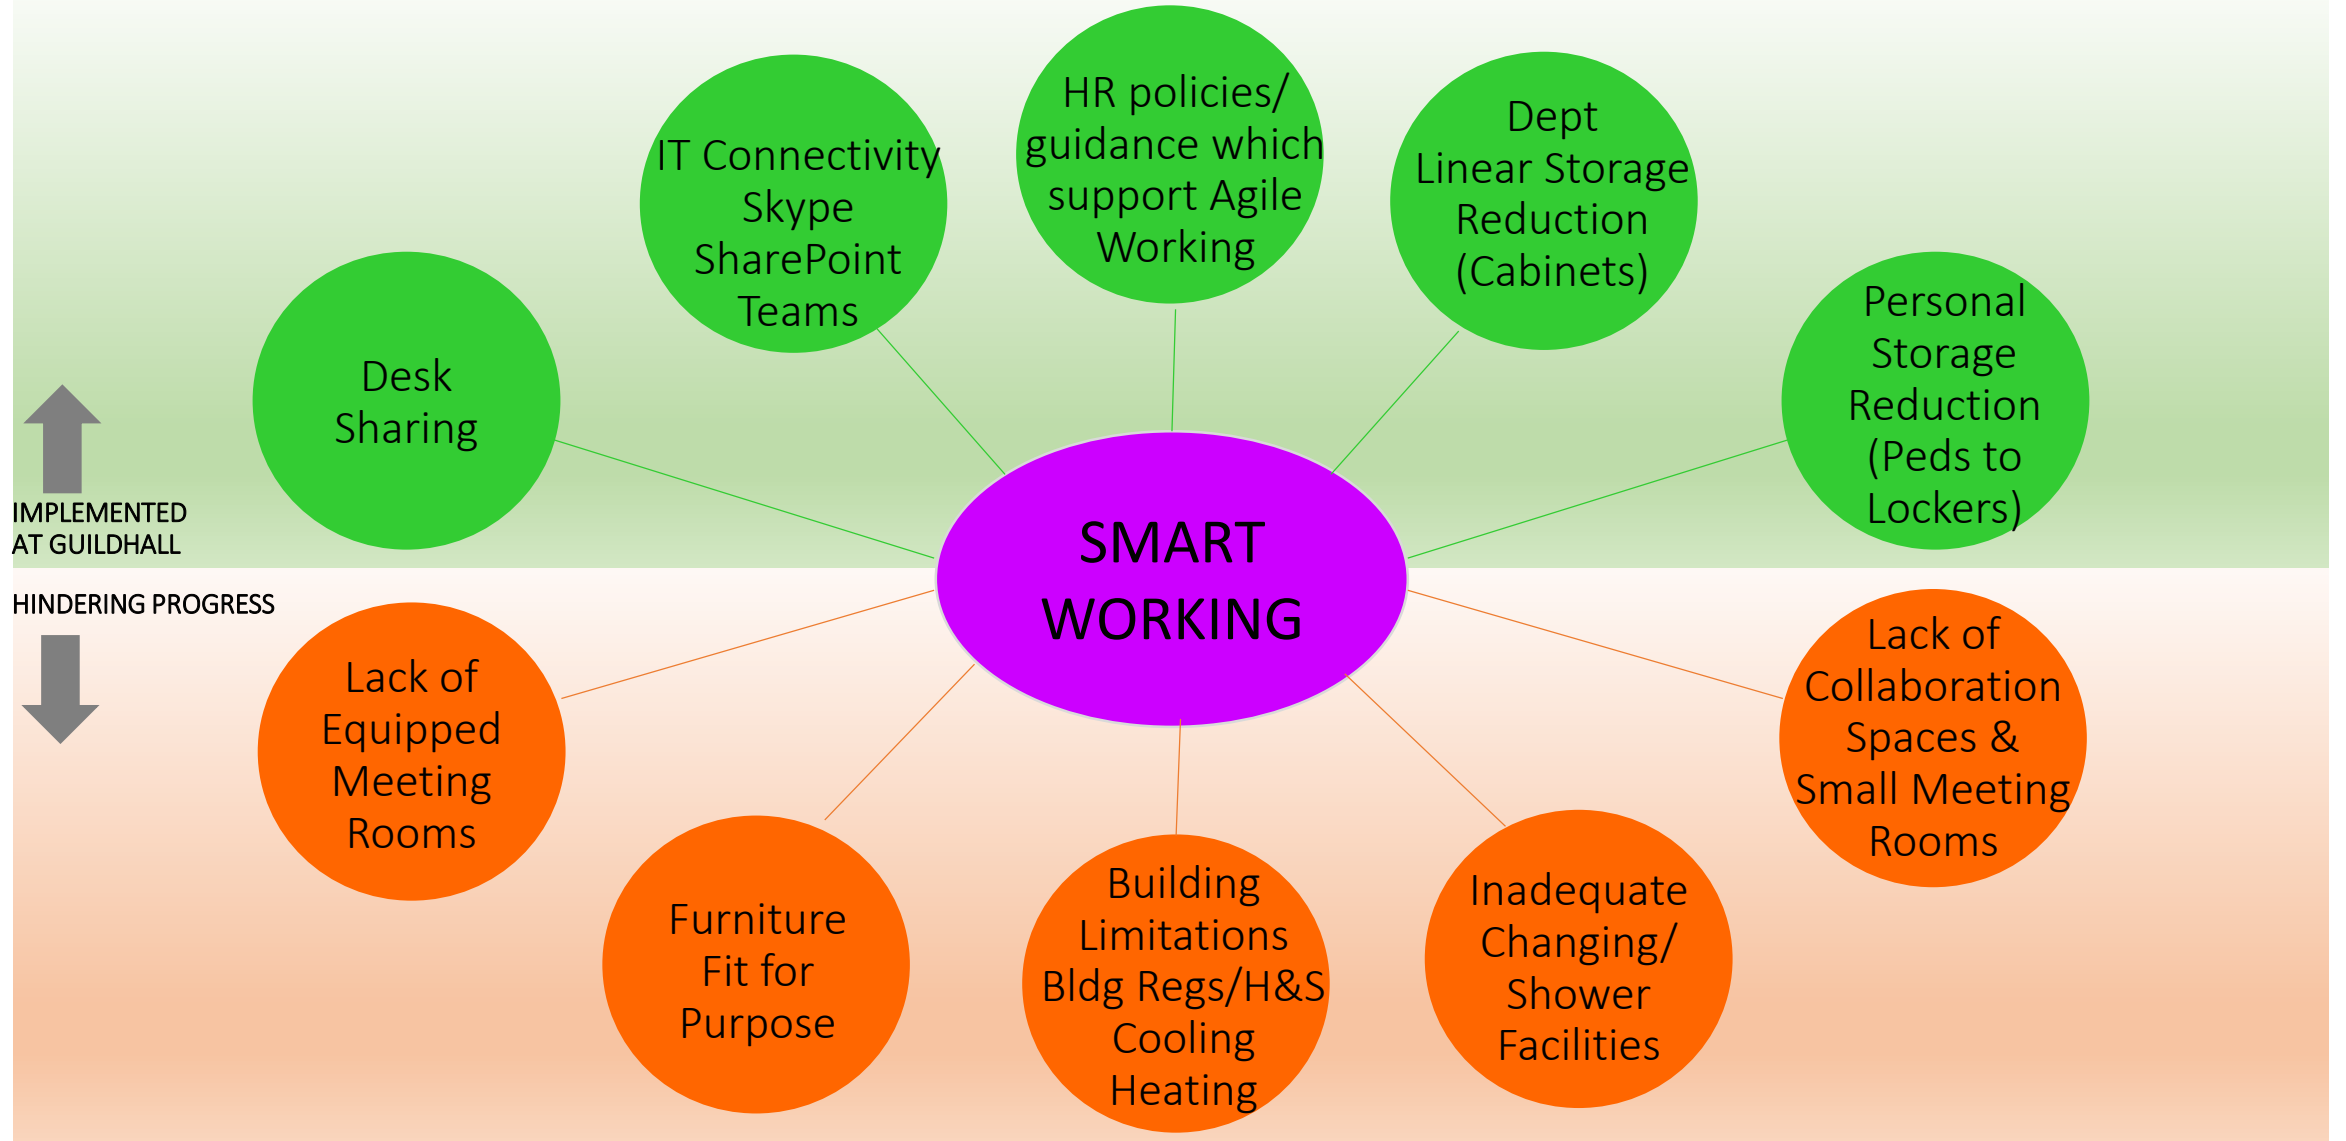 HR policies/
guidance which
support Agile
Working
IT Connectivity
Skype
SharePoint
Teams
Dept
Linear Storage
Reduction
(Cabinets)
Desk
Sharing
Personal
Storage
Reduction
(Peds to
Lockers)
IMPLEMENTED
AT GUILDHALL
SMART
WORKING
HINDERING PROGRESS
Lack of
Equipped
Meeting
Rooms
Furniture
Fit for
Purpose
Building
Limitations
Bldg Regs/H&S
Cooling
Heating
Inadequate
Changing/
Shower
Facilities
Lack of
Collaboration
Spaces &
Small Meeting
Rooms